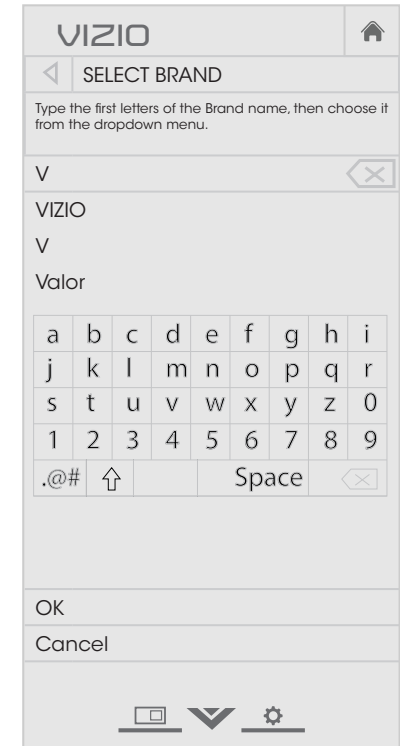 VIZIO
SELECT BRAND
Type the first letters of the Brand name, then choose it
from the dropdown menu.
V
VIZIO
V
Valor
a b c d e f g h i
j k l m n o p q r
s t u v w x y z 0
1 2 3 4 5 6 7 8 9
.@# Space
OK
Cancel